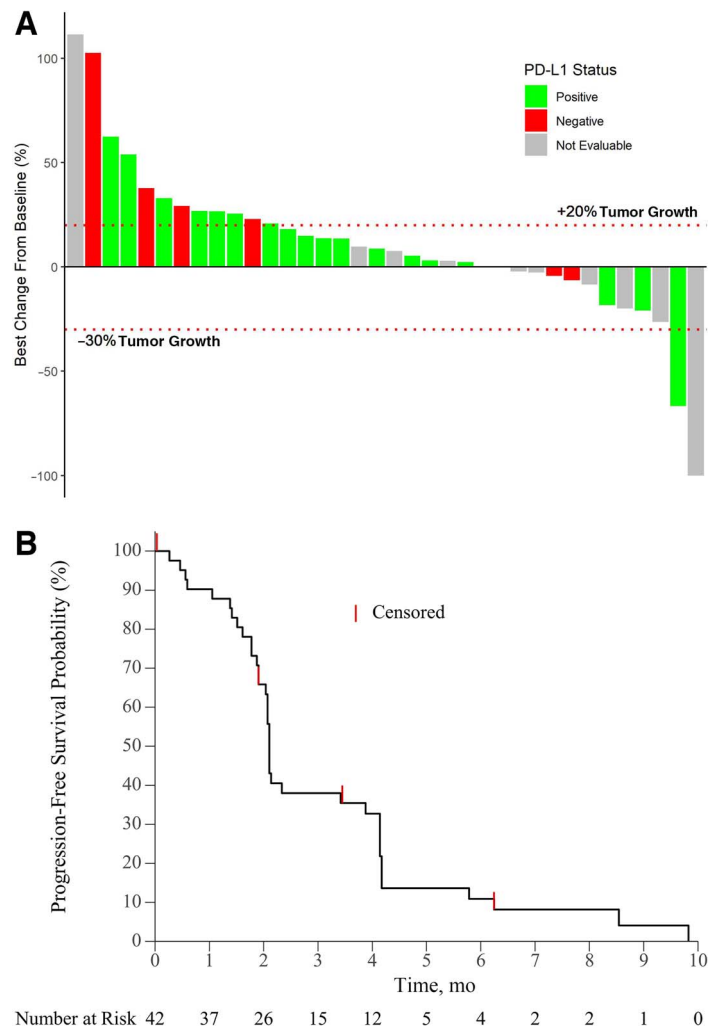 A
PD-L1 Status
Positive
Negative
Not Evaluable
Best Change From Baseline (%)
100
50
0
−50
−100
+20% Tumor Growth
−30% Tumor Growth
B
Progression-Free Survival Probability (%)
100
90
80
70
60
50
40
30
20
10
0
Censored
0 1 2 3 4 5 6 7 8 9 10
Time, mo
Number at Risk 42 37 26 15 12 5 4 2 2 1 0